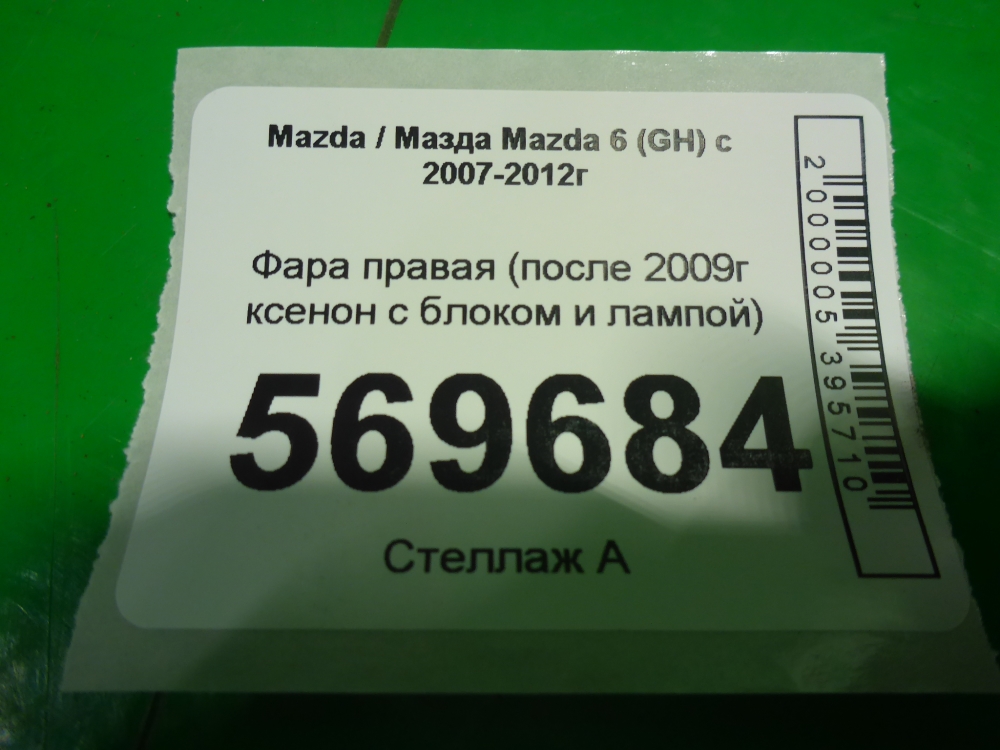 Mazda / Мазда Mazda 6 (GH) с
2007-2012г
Фара правая (после 2009г
ксенон с блоком и лампой)
569684
Стеллаж А
2000005395710